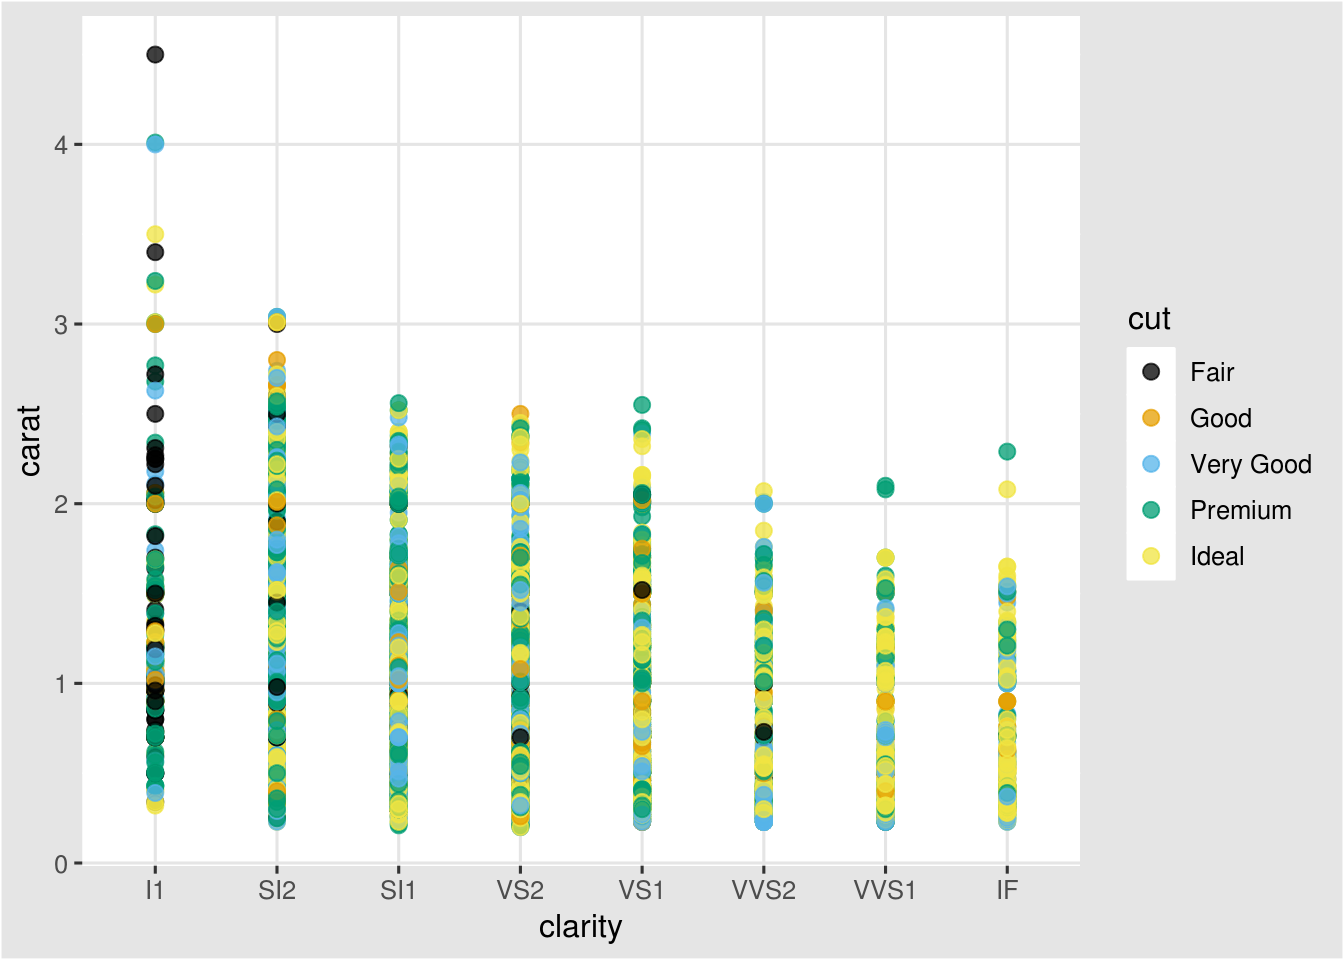 carat
4
3
2
1
0
I1 SI2 SI1 VS2 VS1 VVS2 VVS1 IF
clarity
cut
Fair
Good
Very Good
Premium
Ideal